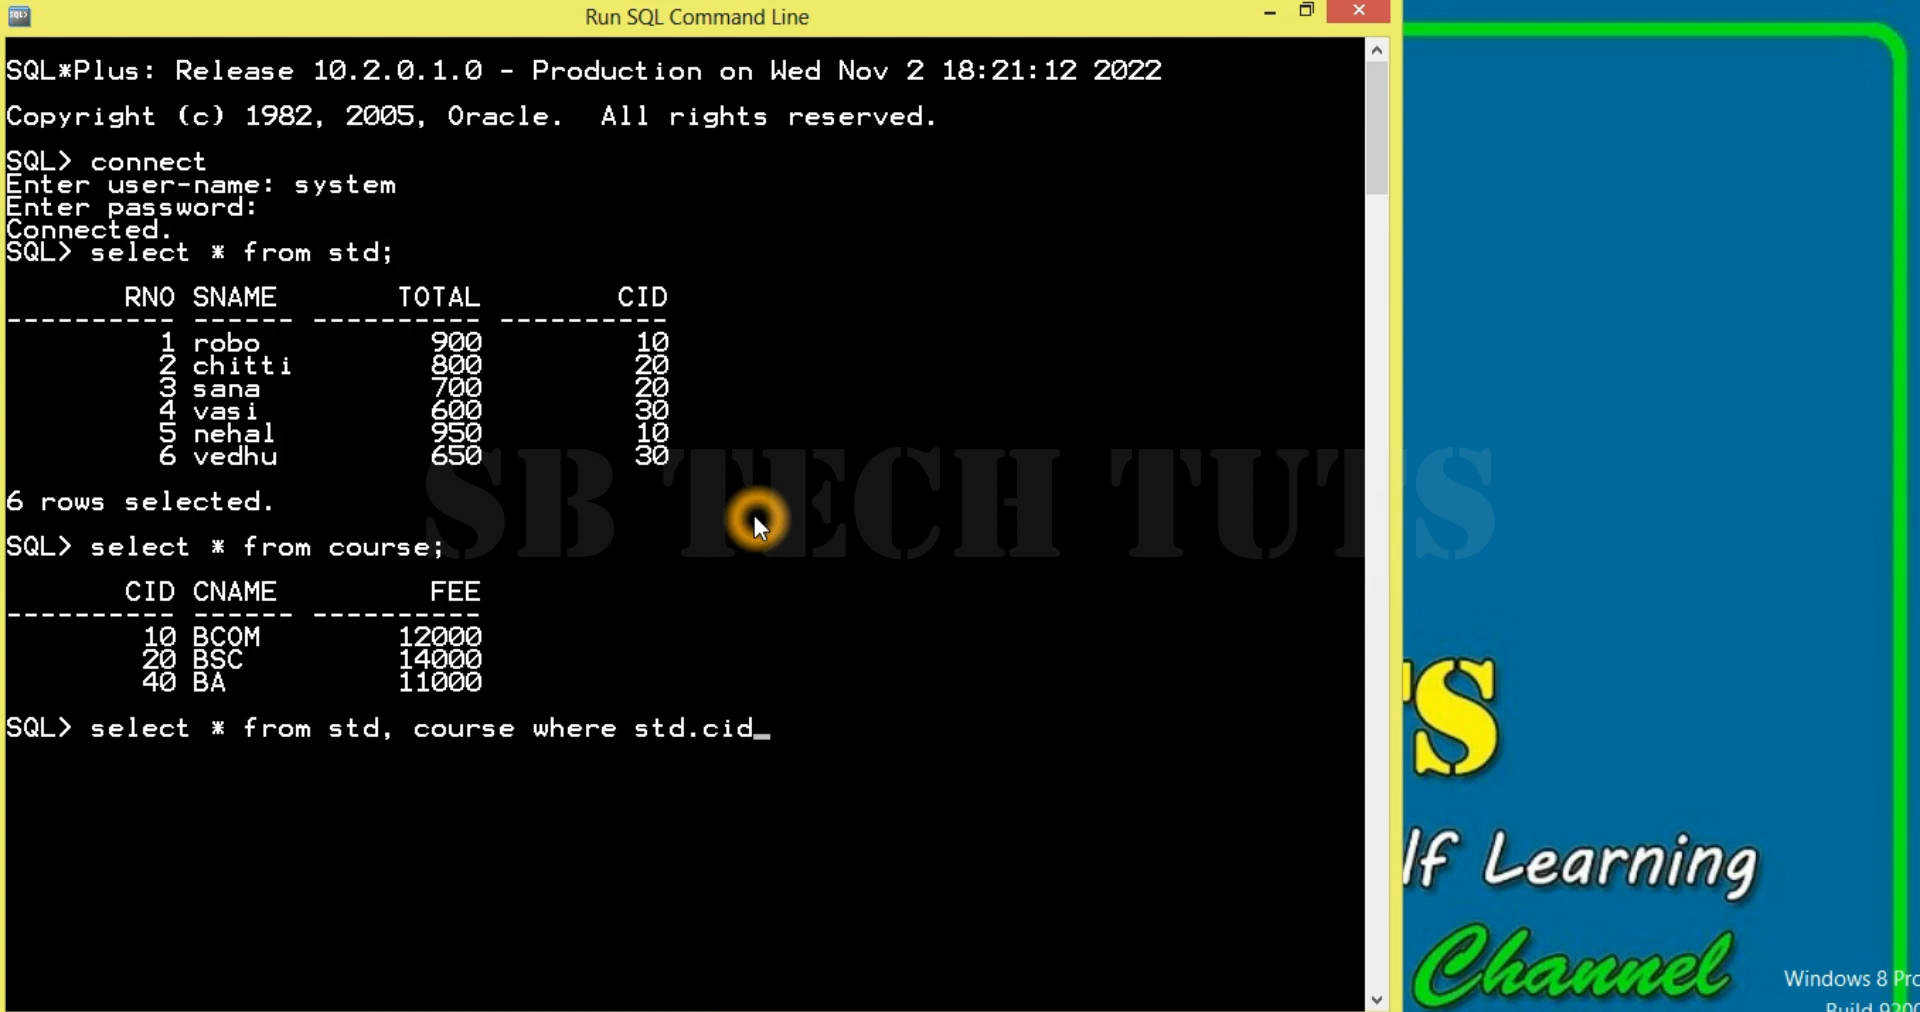 Run SQL Command Line
SQL*Plus: Release 10.2.0.1.0 - Production on Wed Nov 2 18:21:12 2022
Copyright (c) 1982, 2005, Oracle.  All rights reserved.
SQL> connect
Enter user-name: system
Enter password:
Connected.
SQL> select * from std;
RNO SNAME TOTAL CID
---------- ------ ---------- ----------
1 robo 900 10
2 chitti 800 20
3 sana 700 20
4 vasi 600 30
5 nehal 950 10
6 vedhu 650 30
6 rows selected.
SQL> select * from course;
CID CNAME FEE
---------- ------ ----------
10 BCOM 12000
20 BSC 14000
40 BA 11000
SQL> select * from std, course where std.cid_
SB TECH TUTS
S
lf Learning
Channel
Windows 8 Pro
Build 9200